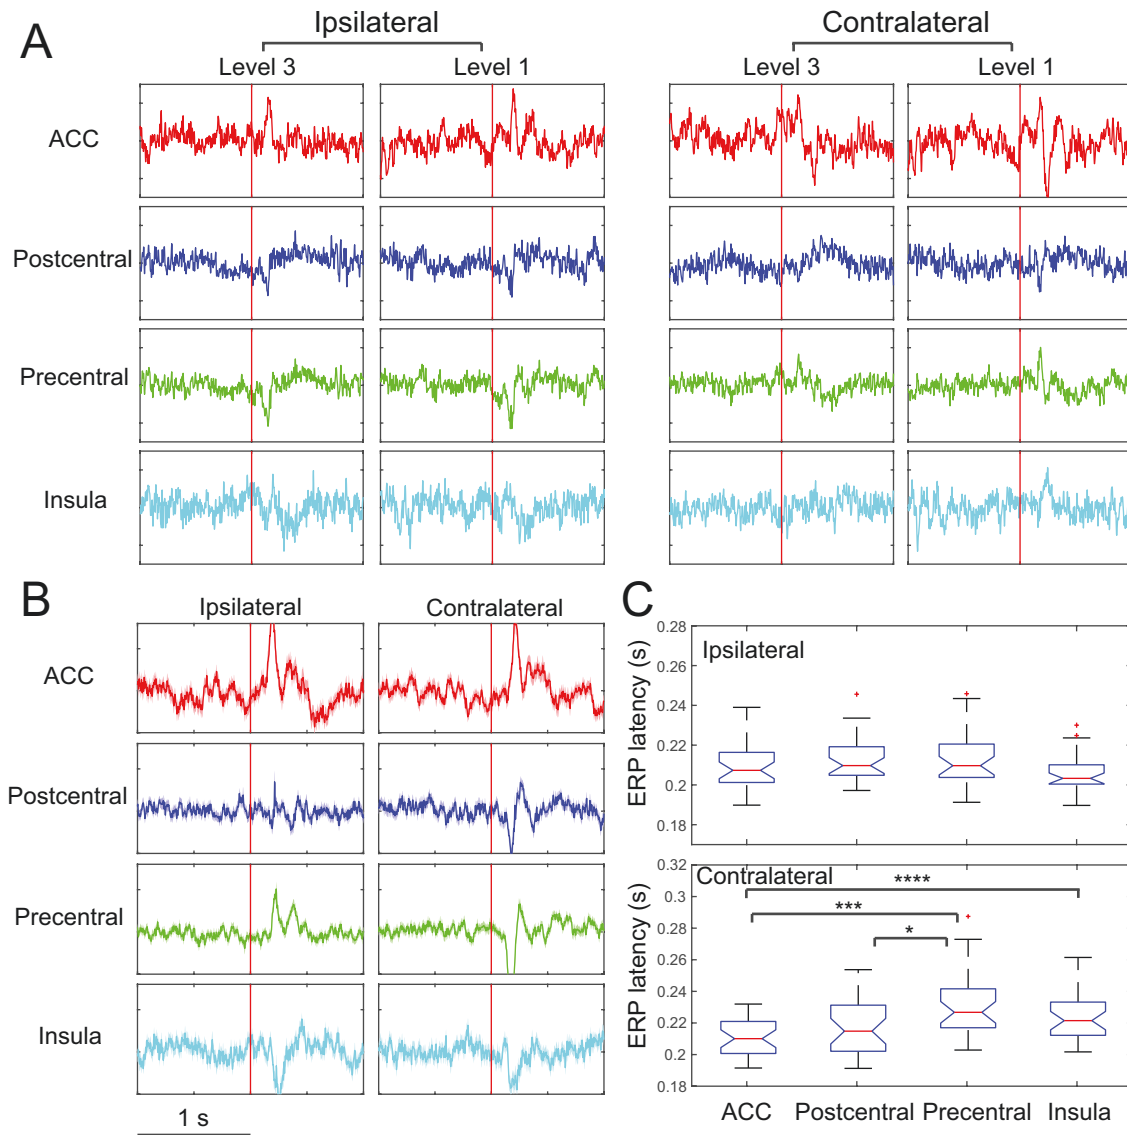 A
Ipsilateral
Contralateral
Level 3
Level 1
Level 3
Level 1
ACC
Postcentral
Precentral
Insula
B
Ipsilateral
Contralateral
ACC
Postcentral
Precentral
Insula
1 s
C
ERP latency (s)
0.28
0.26
0.24
0.22
0.2
0.18
Ipsilateral
ERP latency (s)
0.32
0.3
0.28
0.26
0.24
0.22
0.2
0.18
Contralateral
****
***
*
ACC Postcentral Precentral Insula